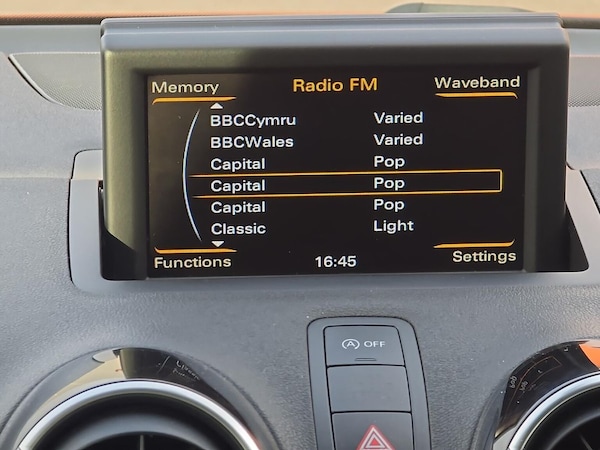 Memory Radio FM Waveband
BBCCymru Varied
BBCWales Varied
Capital Pop
Capital Pop
Capital Pop
Classic Light
Functions 16:45 Settings
A OFF